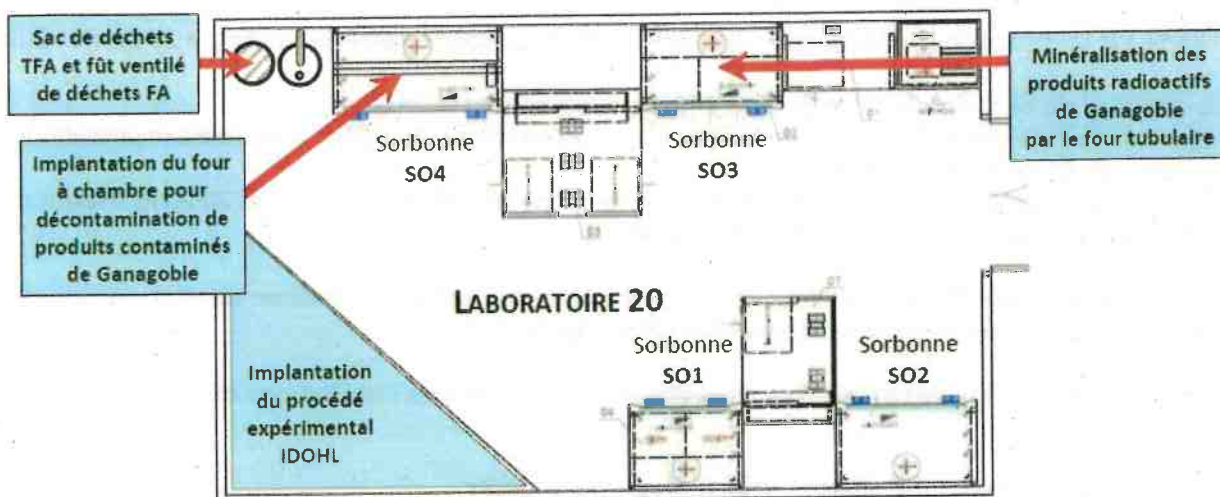 Sac de déchets
TFA et fût ventilé
de déchets FA
Implantation du four
à chambre pour
décontamination de
produits contaminés
de Ganagobie
Sorbonne
SO4
Sorbonne
SO3
Minéralisation des
produits radioactifs
de Ganagobie
par le four tubulaire
LABORATOIRE 20
Implantation
du procédé
expérimental
IDOHL
Sorbonne
SO1
Sorbonne
SO2